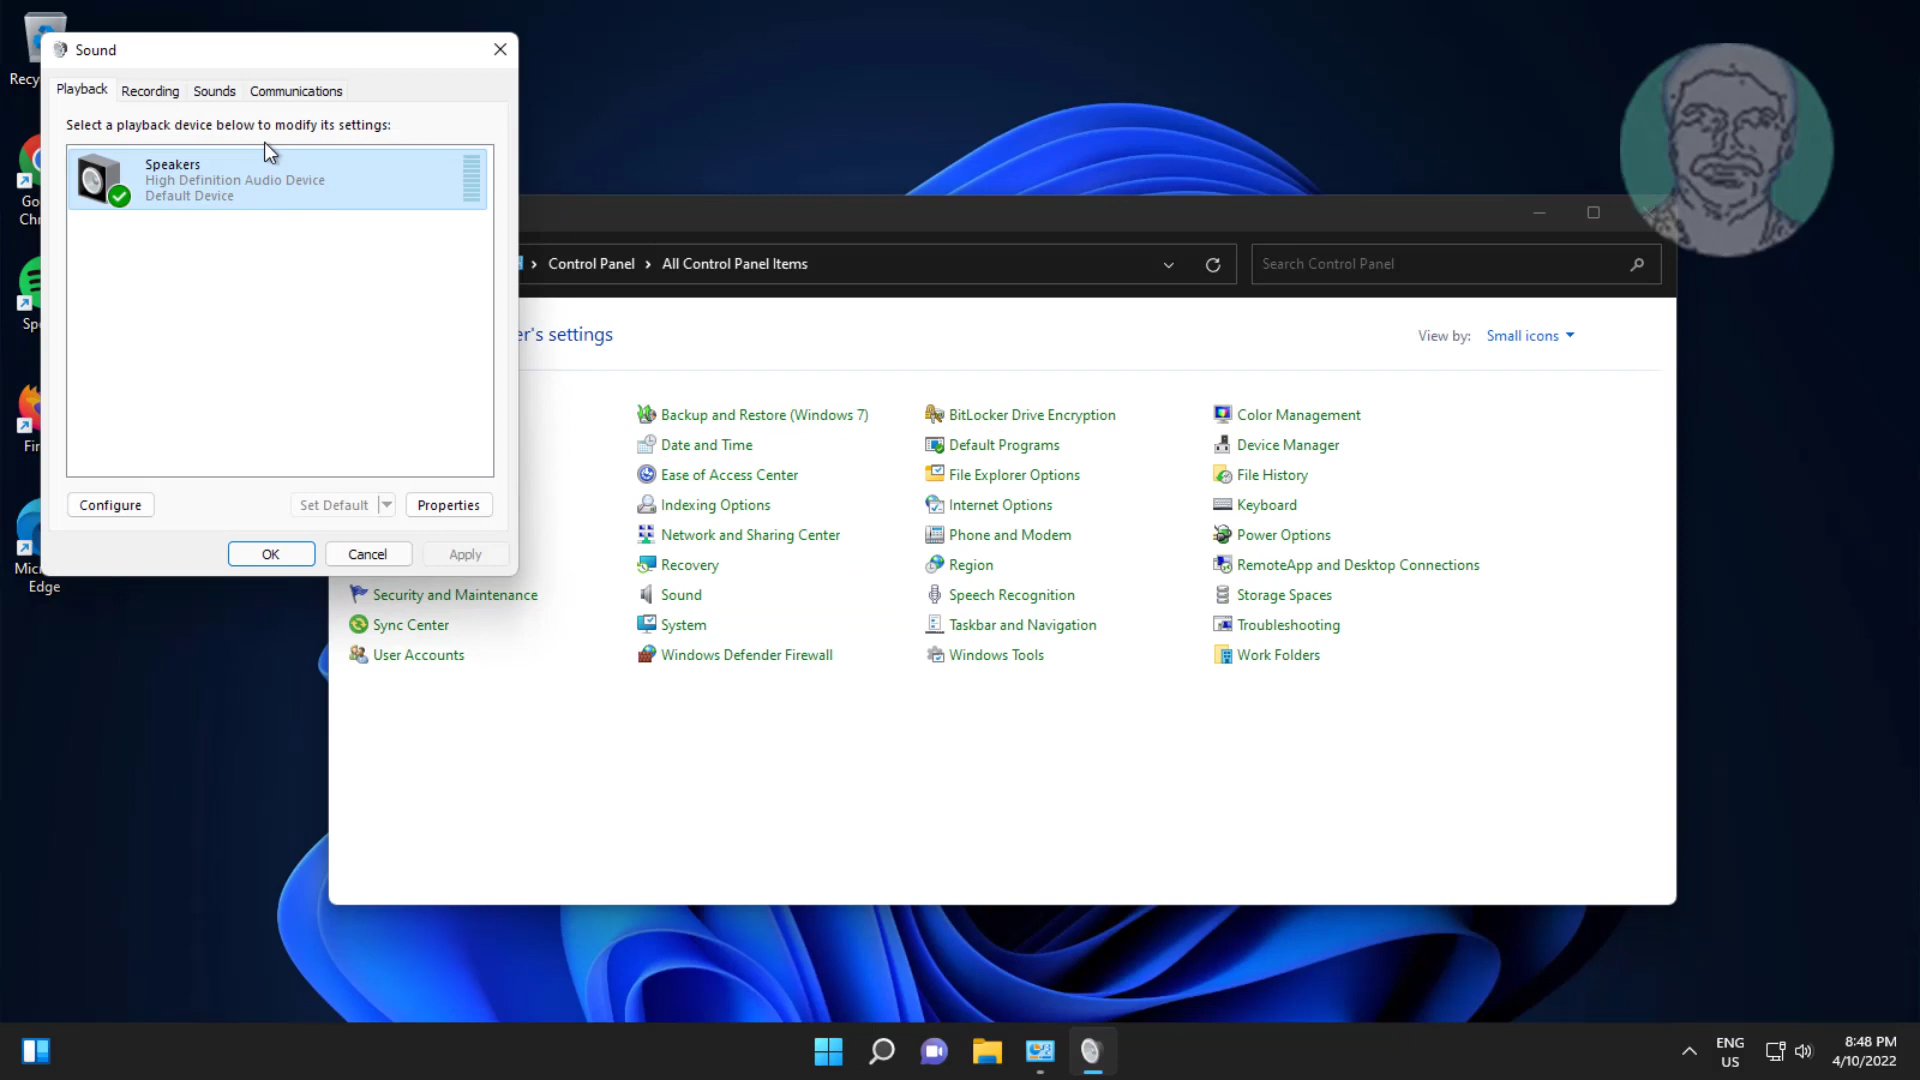 Recy
Go
Chr
Sp
Fir
Mic
Edge
Sound
Playback
Recording
Sounds
Communications
Select a playback device below to modify its settings:
Speakers
High Definition Audio Device
Default Device
Configure
Set Default
Properties
OK
Cancel
Apply
Control Panel
All Control Panel Items
Search Control Panel
er's settings
View by: Small icons
Backup and Restore (Windows 7)
BitLocker Drive Encryption
Color Management
Date and Time
Default Programs
Device Manager
Ease of Access Center
File Explorer Options
File History
Indexing Options
Internet Options
Keyboard
Network and Sharing Center
Phone and Modem
Power Options
Recovery
Region
RemoteApp and Desktop Connections
Security and Maintenance
Sound
Speech Recognition
Storage Spaces
Sync Center
System
Taskbar and Navigation
Troubleshooting
User Accounts
Windows Defender Firewall
Windows Tools
Work Folders
ENG
US
8:48 PM
4/10/2022